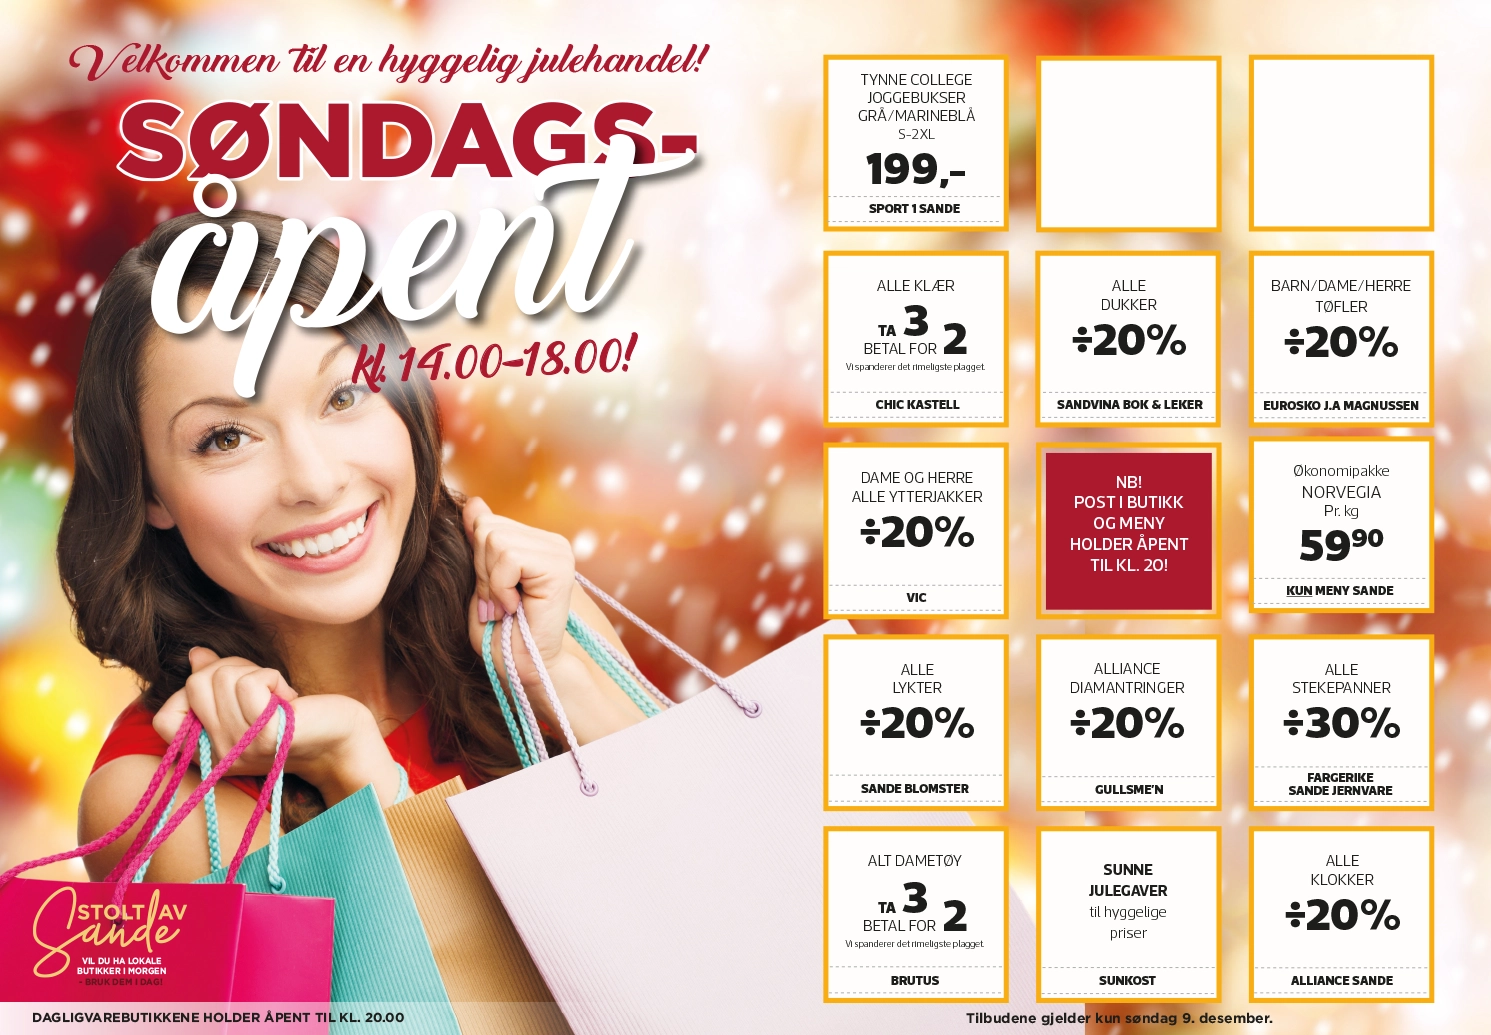 Velkommen til en hyggelig julehandel!
SØNDAGS-
åpent
kl. 14.00-18.00!
TYNNE COLLEGE
JOGGEBUKSER
GRÅ/MARINEBLÅ
S-2XL
199,-
SPORT 1 SANDE
ALLE KLÆR
TA 3
BETAL FOR 2
Vi spanderer det rimeligste plagget.
CHIC KASTELL
ALLE
DUKKER
÷20%
SANDVINA BOK & LEKER
BARN/DAME/HERRE
TØFLER
÷20%
EUROSKO J.A MAGNUSSEN
DAME OG HERRE
ALLE YTTERJAKKER
÷20%
VIC
NB!
POST I BUTIKK
OG MENY
HOLDER ÅPENT
TIL KL. 20!
Økonomipakke
NORVEGIA
Pr. kg
5990
KUN MENY SANDE
ALLE
LYKTER
÷20%
SANDE BLOMSTER
ALLIANCE
DIAMANTRINGER
÷20%
GULLSME'N
ALLE
STEKEPANNER
÷30%
FARGERIKE
SANDE JERNVARE
ALT DAMETØY
TA 3
BETAL FOR 2
Vi spanderer det rimeligste plagget.
BRUTUS
SUNNE
JULEGAVER
til hyggelige
priser
SUNKOST
ALLE
KLOKKER
÷20%
ALLIANCE SANDE
STOLT AV
Sande
VIL DU HA LOKALE
BUTIKKER I MORGEN
- BRUK DEM I DAG!
DAGLIGVAREBUTIKKENE HOLDER ÅPENT TIL KL. 20.00
Tilbudene gjelder kun søndag 9. desember.